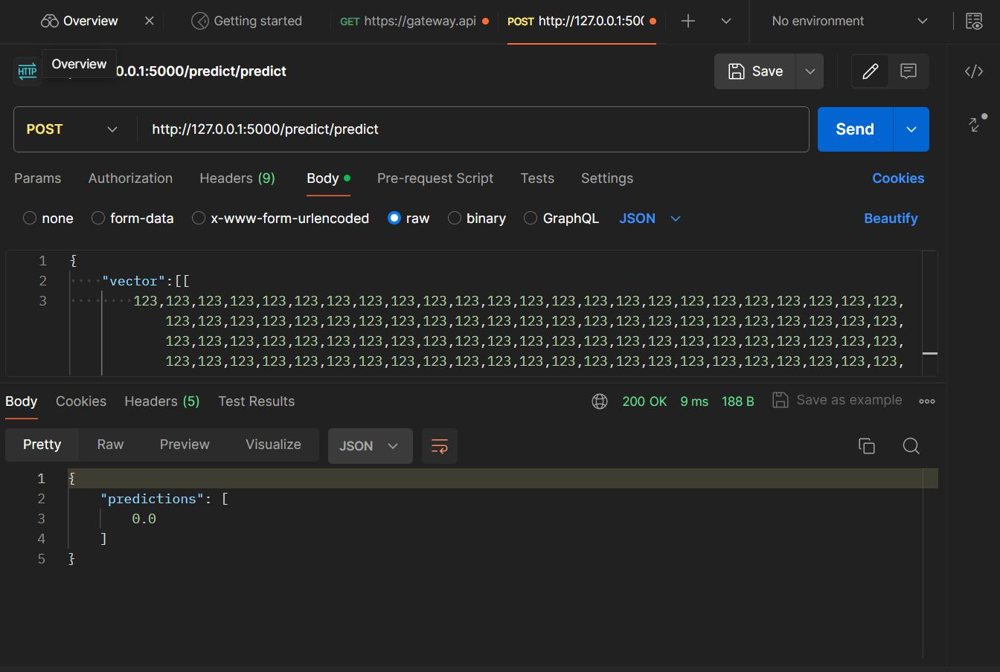 Overview
Getting started
GET https://gateway.api
POST http://127.0.0.1:50
No environment
HTTP
Overview
0.0.1:5000/predict/predict
Save
POST
http://127.0.0.1:5000/predict/predict
Send
Params Authorization Headers (9) Body Pre-request Script Tests Settings Cookies
none form-data x-www-form-urlencoded raw binary GraphQL JSON Beautify
1 {
2 "vector":[[
3 123,123,123,123,123,123,123,123,123,123,123,123,123,123,123,123,123,123,123,123,123,123,123,123,
123,123,123,123,123,123,123,123,123,123,123,123,123,123,123,123,123,123,123,123,123,123,123,
123,123,123,123,123,123,123,123,123,123,123,123,123,123,123,123,123,123,123,123,123,123,123,
123,123,123,123,123,123,123,123,123,123,123,123,123,123,123,123,123,123,123,123,123,123,123,
Body Cookies Headers (5) Test Results 200 OK 9 ms 188 B Save as example
Pretty Raw Preview Visualize JSON
1 {
2 "predictions": [
3 0.0
4 ]
5 }